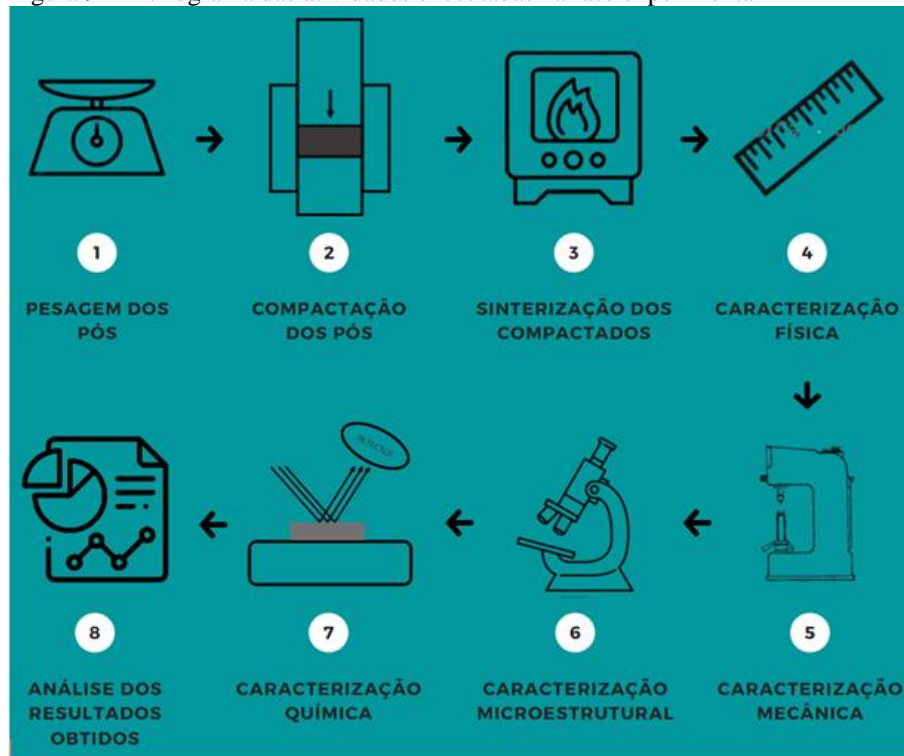 1
PESAGEM DOS
PÓS
2
COMPACTAÇÃO
DOS PÓS
3
SINTERIZAÇÃO DOS
COMPACTADOS
4
CARACTERIZAÇÃO
FÍSICA
5
CARACTERIZAÇÃO
MECÂNICA
6
CARACTERIZAÇÃO
MICROESTRUTURAL
7
CARACTERIZAÇÃO
QUÍMICA
8
ANÁLISE DOS
RESULTADOS
OBTIDOS